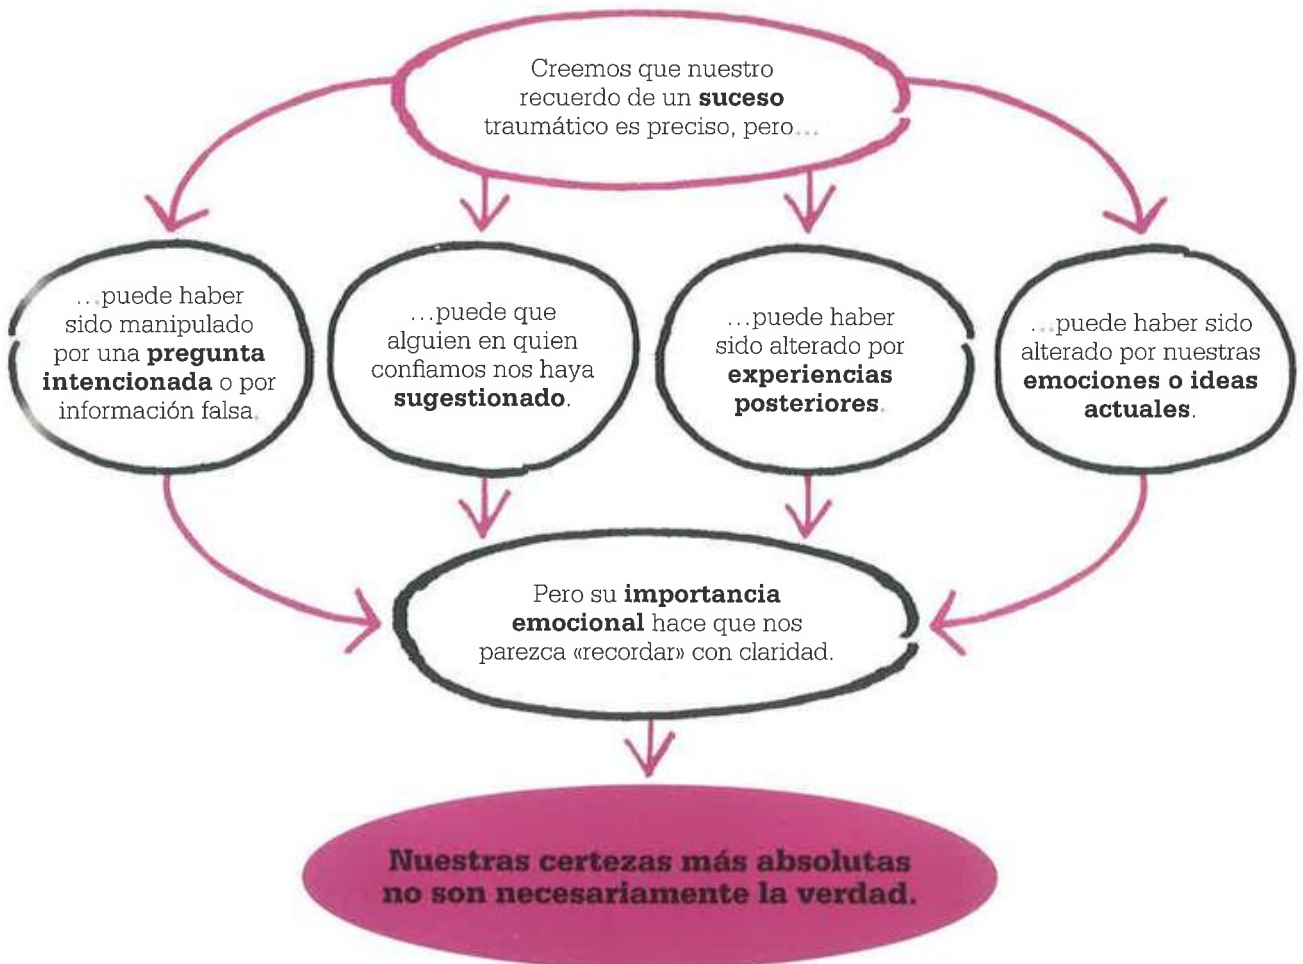 Creemos que nuestro
recuerdo de un suceso
traumático es preciso, pero...
...puede haber
sido manipulado
por una pregunta
intencionada o por
información falsa.
...puede que
alguien en quien
confiamos nos haya
sugestionado.
...puede haber
sido alterado por
experiencias
posteriores.
...puede haber sido
alterado por nuestras
emociones o ideas
actuales.
Pero su importancia
emocional hace que nos
parezca «recordar» con claridad.
Nuestras certezas más absolutas
no son necesariamente la verdad.